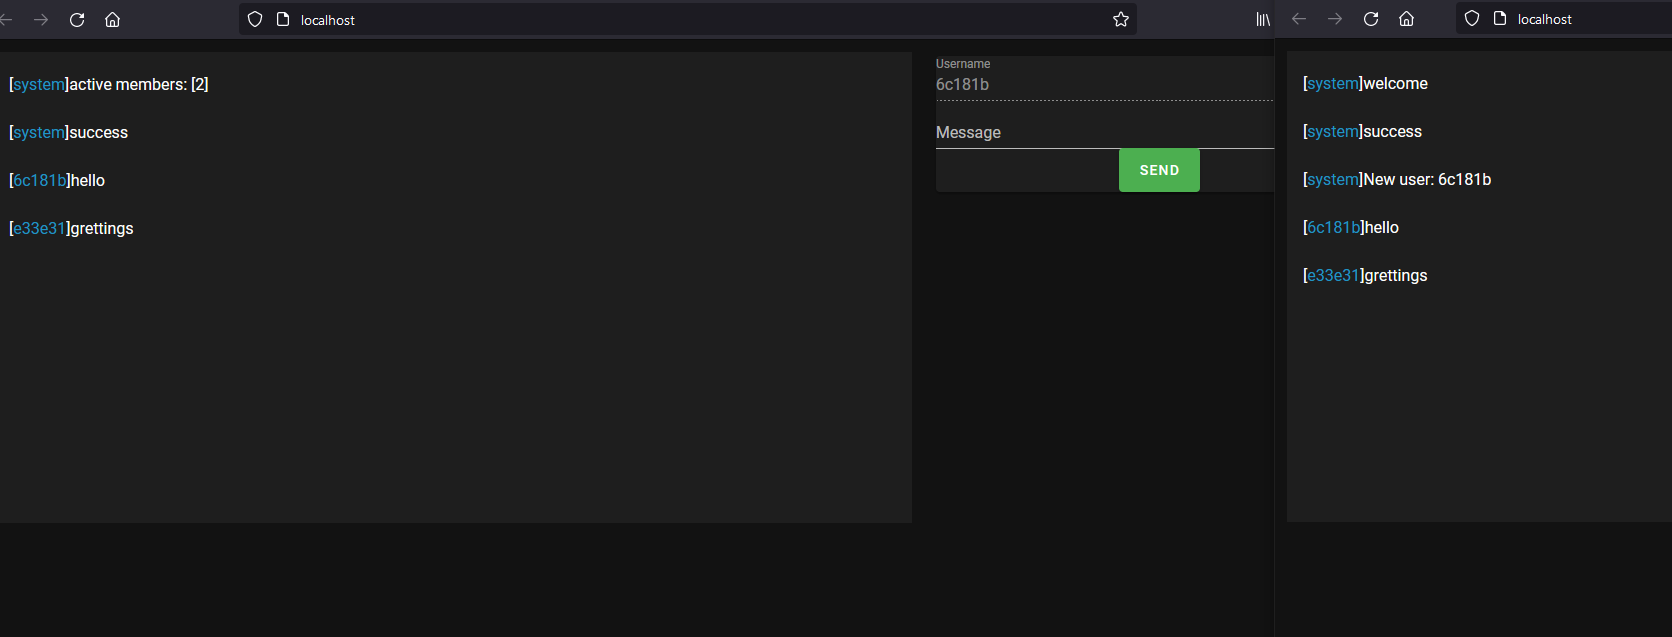 localhost
[system]active members: [2]
[system]success
[6c181b]hello
[e33e31]grettings
Username
6c181b
Message
SEND
localhost
[system]welcome
[system]success
[system]New user: 6c181b
[6c181b]hello
[e33e31]grettings